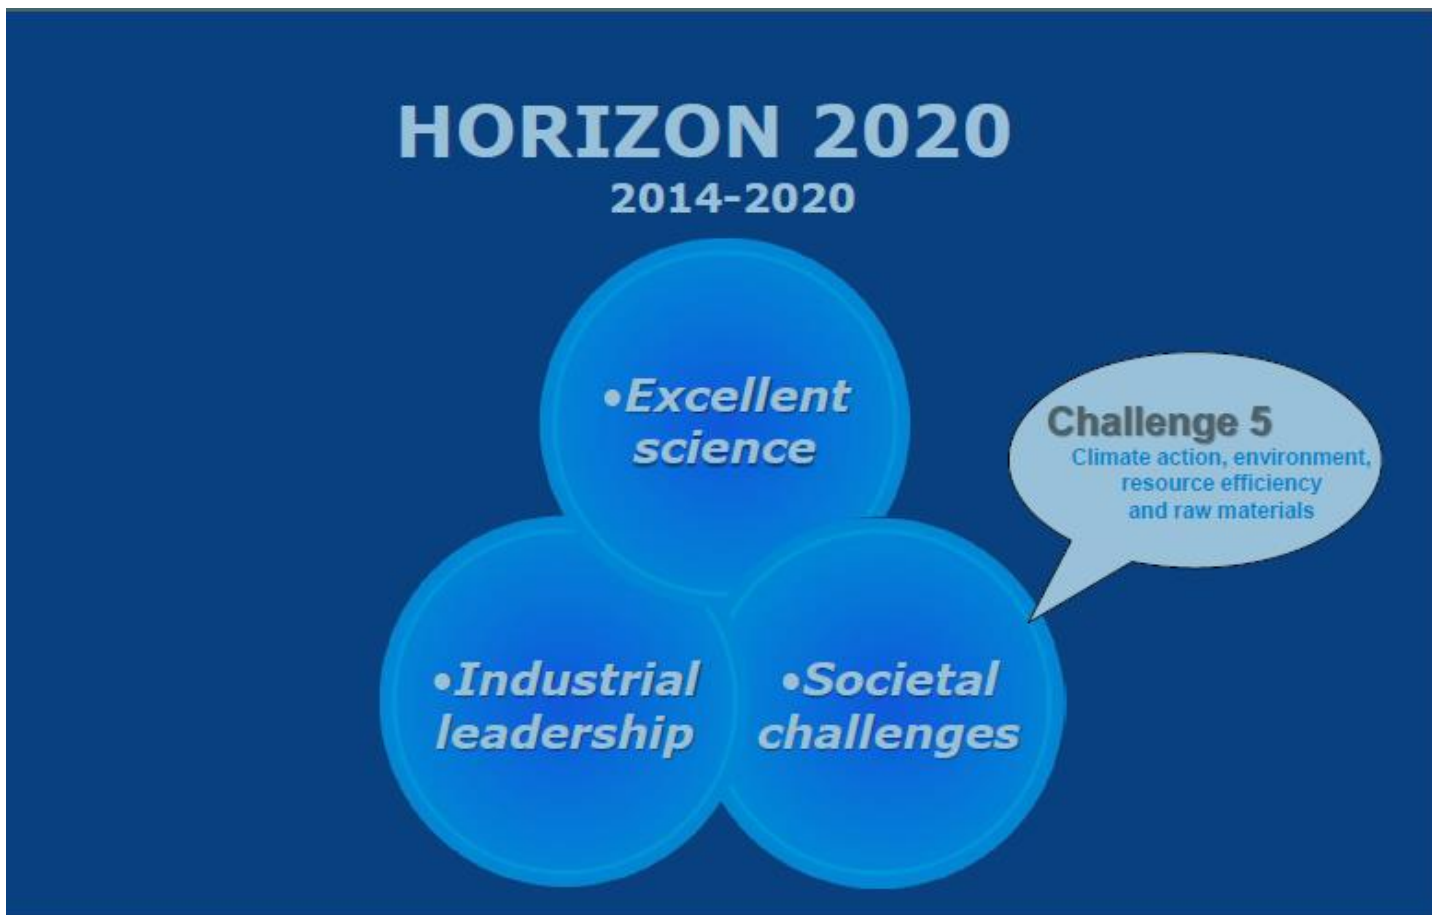 HORIZON 2020
2014-2020
•Excellent
science
Challenge 5
Climate action, environment,
resource efficiency
and raw materials
•Industrial
leadership
•Societal
challenges